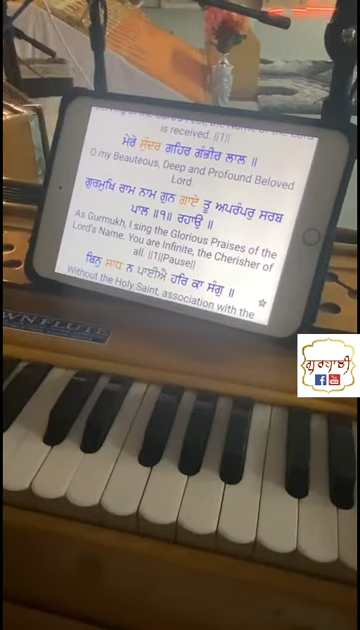 is received. ||1||
ਮੇਰੇ ਸੁੰਦਰ ਗਹਿਰ ਗੰਭੀਰ ਲਾਲ ॥
O my Beauteous, Deep and Profound Beloved
Lord.
ਗੁਰਮੁਖਿ ਰਾਮ ਨਾਮ ਗੁਨ ਗਾਏ ਤੂ ਅਪਰੰਪਰੁ ਸਰਬ
ਪਾਲ ॥੧॥ ਰਹਾਉ ॥
As Gurmukh, I sing the Glorious Praises of the
Lord's Name. You are Infinite, the Cherisher of
all. ||1||Pause||
ਬਿਨੁ ਸਾਧ ਨ ਪਾਈਐ ਹਰਿ ਕਾ ਸੰਗੁ ॥
Without the Holy Saint, association with the
WNFLUTE
ਗੁਰਬਾਣੀ